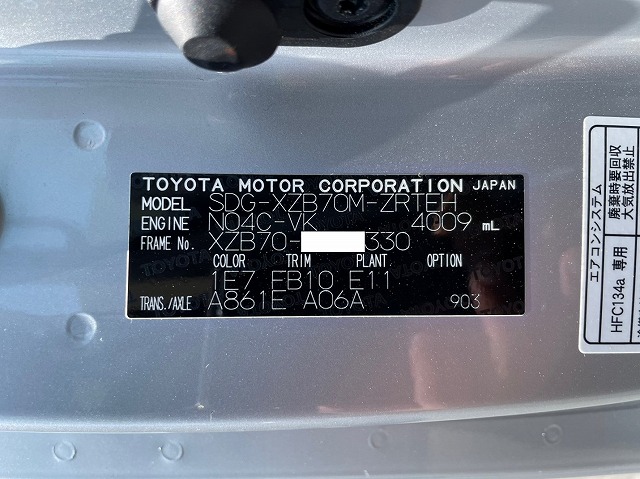 TOYOTA MOTOR CORPORATION JAPAN
MODEL SDG-XZB70M-ZRTEH
ENGINE N04C-VK 4009 mL
FRAME No. XZB70- 330
COLOR TRIM PLANT OPTION
1E7 FB10 E11
TRANS./AXLE A861E A06A 903
エアコンシステム
廃棄時要回収
大気放出禁止
HFC134a 専用